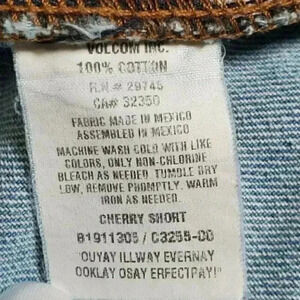 VOLCOM INC.
100% COTTON
R.N.# 29745
CA# 32350
FABRIC MADE IN MEXICO
ASSEMBLED IN MEXICO
MACHINE WASH COLD WITH LIKE
COLORS, ONLY NON-CHLORINE
BLEACH AS NEEDED. TUMBLE DRY
LOW, REMOVE PROMPTLY. WARM
IRON AS NEEDED.
CHERRY SHORT
B1911305 / C3255-00
"OUYAY ILLWAY EVERNAY
OOKLAY OSAY ERFECTPAY!"